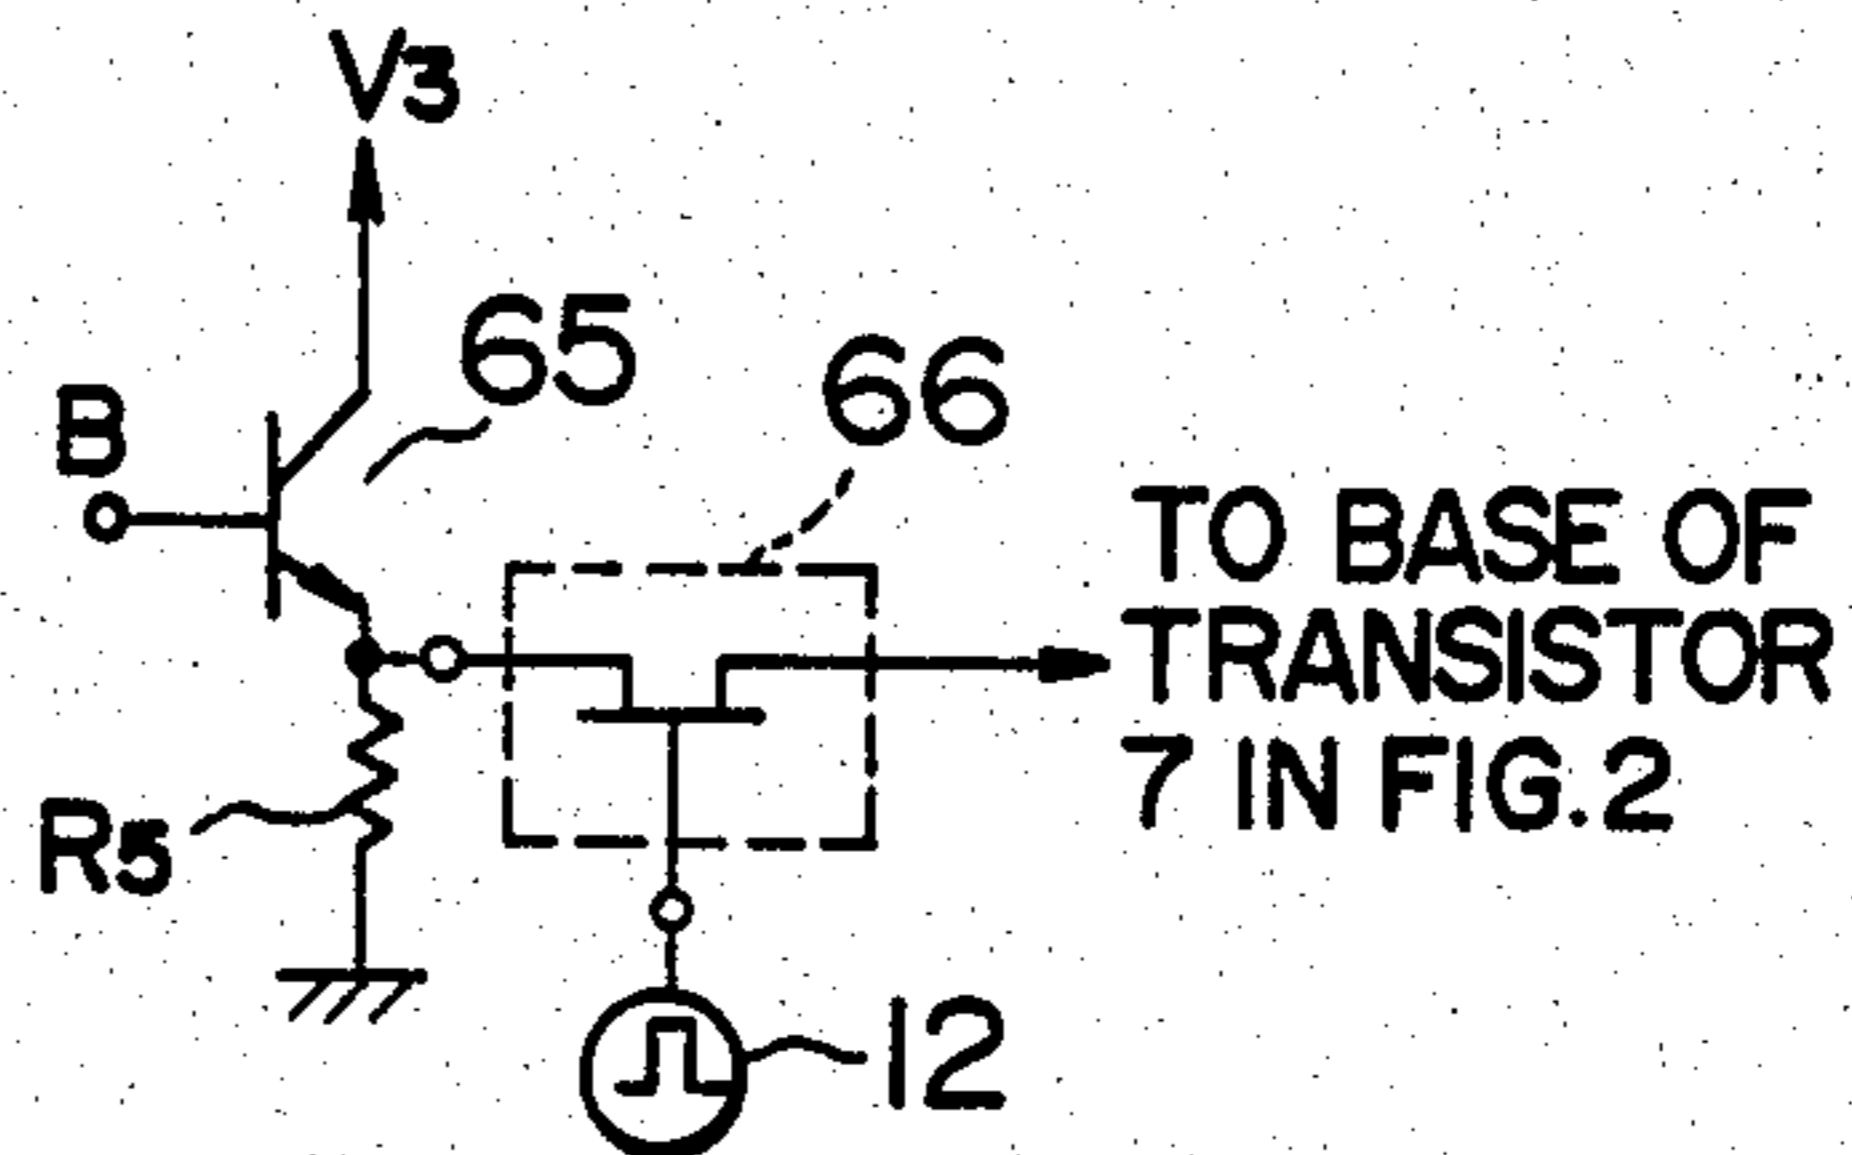 V3
65
66
B
TO BASE OF
TRANSISTOR
7 IN FIG.2
R5
12